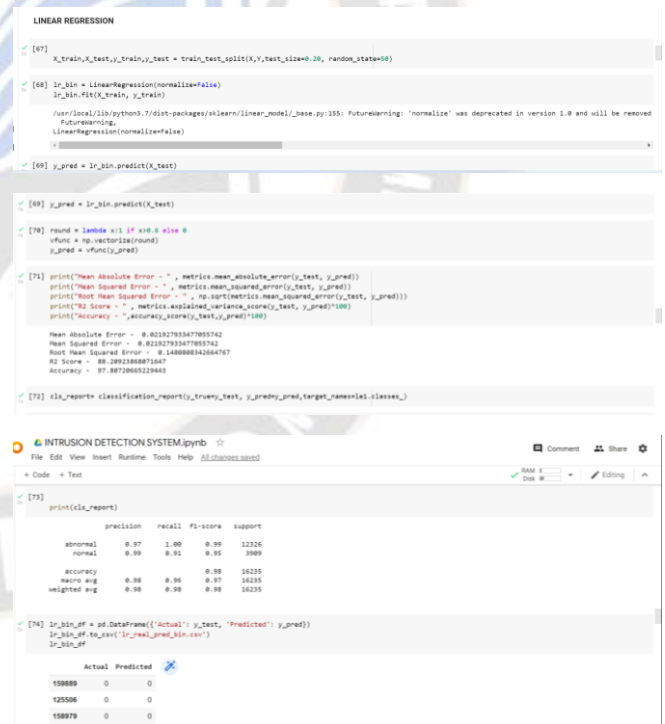 LINEAR REGRESSION
[67]
X_train,X_test,y_train,y_test = train_test_split(X,Y,test_size=0.20, random_state=50)
[68] lr_bin = LinearRegression(normalize=False)
lr_bin.fit(X_train, y_train)
/usr/local/lib/python3.7/dist-packages/sklearn/linear_model/_base.py:155: FutureWarning: 'normalize' was deprecated in version 1.0 and will be removed
FutureWarning,
LinearRegression(normalize=False)
[69] y_pred = lr_bin.predict(X_test)
[69] y_pred = lr_bin.predict(X_test)
[70] round = lambda x:1 if x>0.6 else 0
vfunc = np.vectorize(round)
y_pred = vfunc(y_pred)
[71] print("Mean Absolute Error - " , metrics.mean_absolute_error(y_test, y_pred))
print("Mean Squared Error - " , metrics.mean_squared_error(y_test, y_pred))
print("Root Mean Squared Error - " , np.sqrt(metrics.mean_squared_error(y_test, y_pred)))
print("R2 Score - " , metrics.explained_variance_score(y_test, y_pred)*100)
print("Accuracy - ",accuracy_score(y_test,y_pred)*100)
Mean Absolute Error - 0.021927933477055742
Mean Squared Error - 0.021927933477055742
Root Mean Squared Error - 0.1480808342664767
R2 Score - 88.20923868071647
Accuracy - 97.80720665229443
[72] cls_report= classification_report(y_true=y_test, y_pred=y_pred,target_names=le1.classes_)
INTRUSION DETECTION SYSTEM.ipynb
Comment Share
File Edit View Insert Runtime Tools Help All changes saved
+ Code + Text
RAM
Disk
Editing
[73]
print(cls_report)
precision recall f1-score support
abnormal 0.97 1.00 0.99 12326
normal 0.99 0.91 0.95 3909
accuracy 0.98 16235
macro avg 0.98 0.96 0.97 16235
weighted avg 0.98 0.98 0.98 16235
[74] lr_bin_df = pd.DataFrame({'Actual': y_test, 'Predicted': y_pred})
lr_bin_df.to_csv('lr_real_pred_bin.csv')
lr_bin_df
Actual Predicted
159889 0 0
125506 0 0
158979 0 0